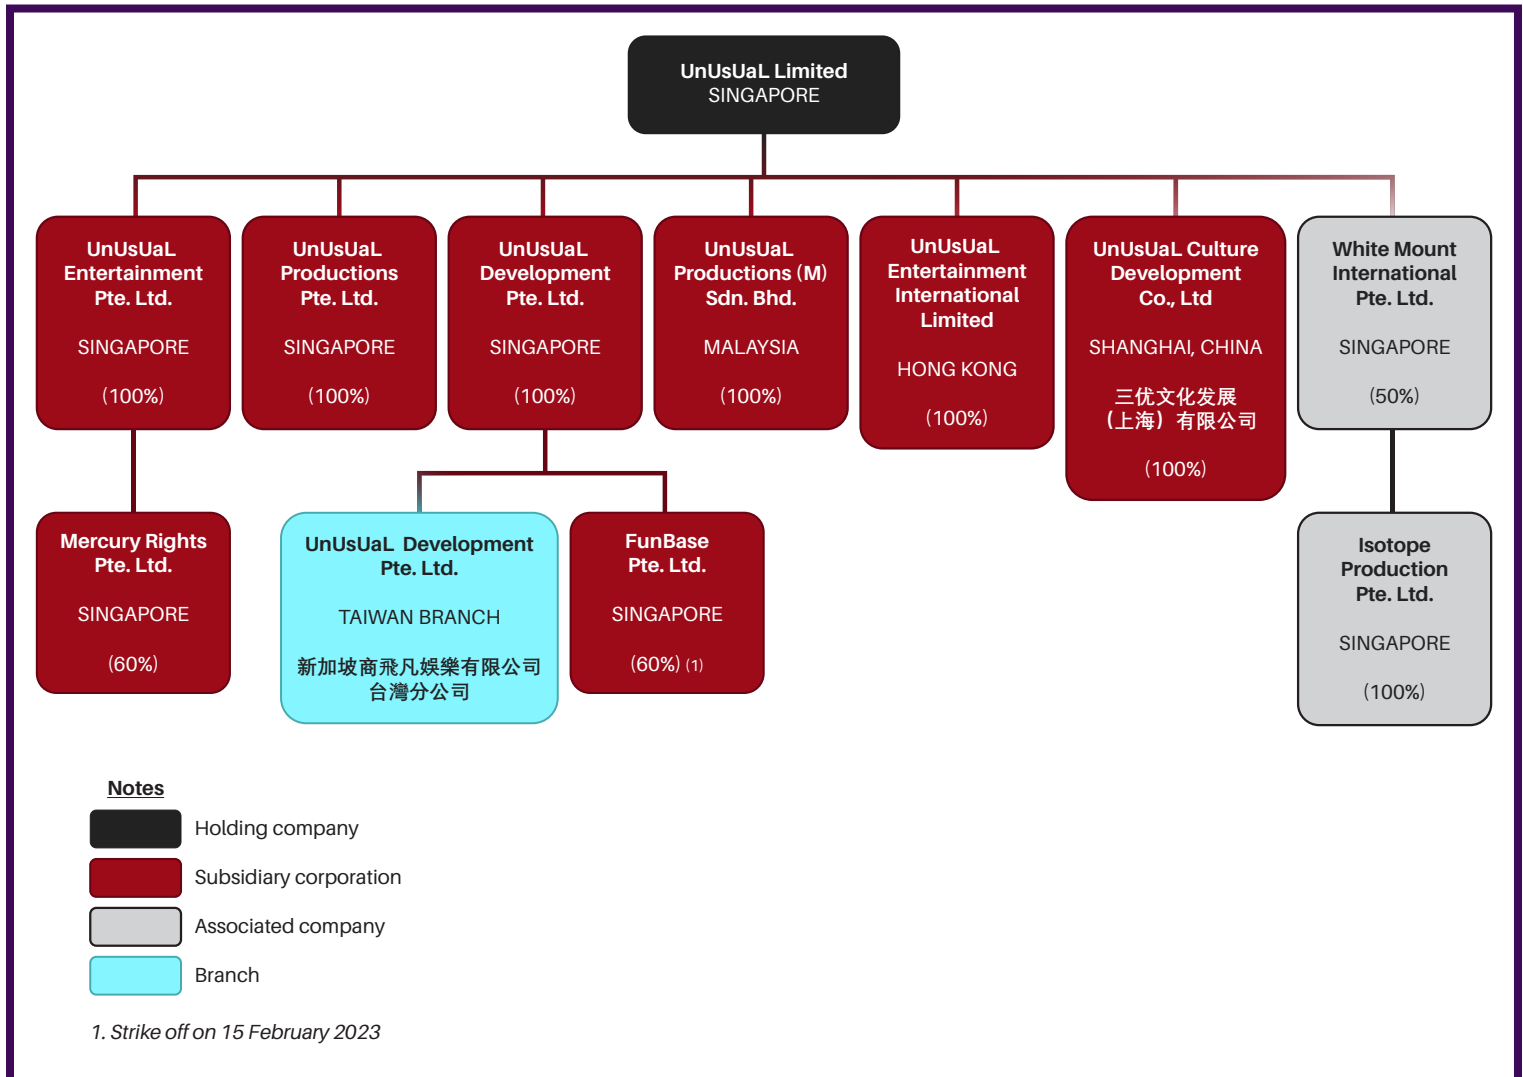 UnUsUaL Limited
SINGAPORE
UnUsUaL
Entertainment
Pte. Ltd.
SINGAPORE
(100%)
UnUsUaL
Productions
Pte. Ltd.
SINGAPORE
(100%)
UnUsUaL
Development
Pte. Ltd.
SINGAPORE
(100%)
UnUsUaL
Productions (M)
Sdn. Bhd.
MALAYSIA
(100%)
UnUsUaL
Entertainment
International
Limited
HONG KONG
(100%)
UnUsUaL Culture
Development
Co., Ltd
SHANGHAI, CHINA
三优文化发展
（上海）有限公司
(100%)
White Mount
International
Pte. Ltd.
SINGAPORE
(50%)
Mercury Rights
Pte. Ltd.
SINGAPORE
(60%)
UnUsUaL Development
Pte. Ltd.
TAIWAN BRANCH
新加坡商飛凡娛樂有限公司
台灣分公司
FunBase
Pte. Ltd.
SINGAPORE
(60%) (1)
Isotope
Production
Pte. Ltd.
SINGAPORE
(100%)
Notes
Holding company
Subsidiary corporation
Associated company
Branch
1. Strike off on 15 February 2023